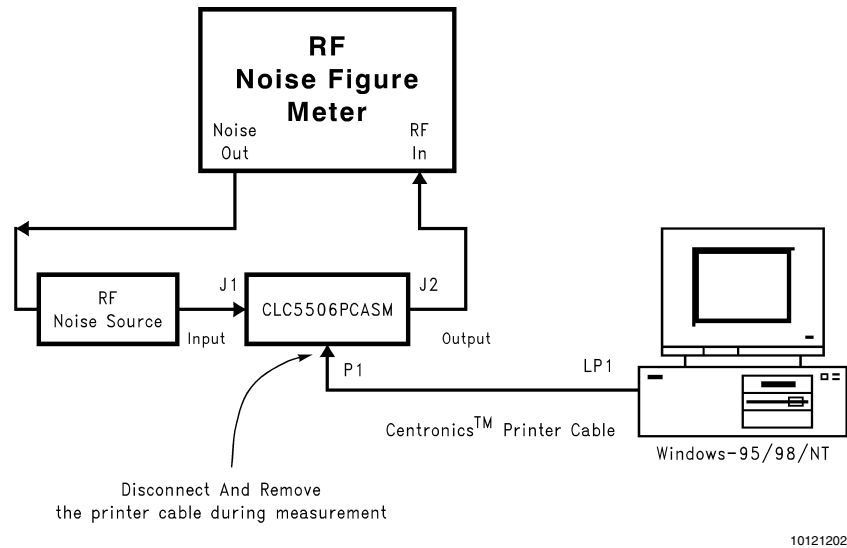 RF
Noise Figure
Meter
Noise
Out
RF
In
RF
Noise Source
Input
J1
CLC5506PCASM
J2
Output
P1
LP1
Centronics™ Printer Cable
Windows-95/98/NT
Disconnect And Remove
the printer cable during measurement
10121202